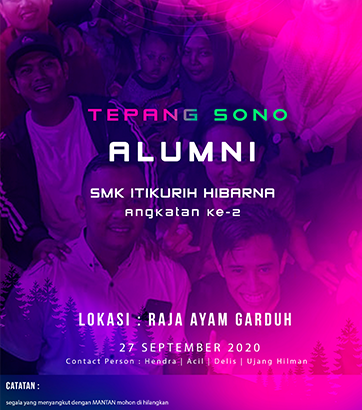 TEPANG SONO
ALUMNI
SMK ITIKURIH HIBARNA
Angkatan Ke-2
LOKASI : RAJA AYAM GARDUH
27 SEPTEMBER 2020
Contact Person : Hendra | Acil | Delis | Ujang Hilman
CATATAN :
segala yang menyangkut dengan MANTAN mohon di hilangkan